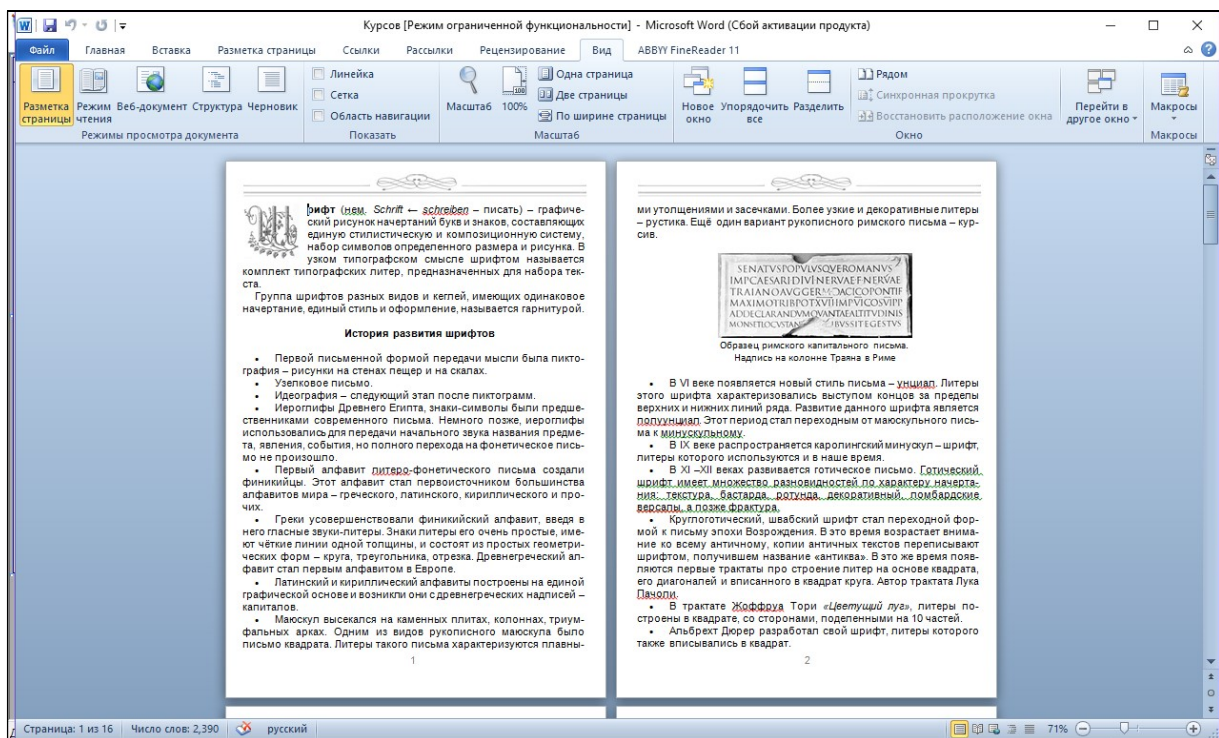 Курсов [Режим ограниченной функциональности] - Microsoft Word (Сбой активации продукта)
Файл Главная Вставка Разметка страницы Ссылки Рассылки Рецензирование Вид ABBYY FineReader 11
Разметка страницы
Режим чтения
Веб-документ
Структура
Черновик
Режимы просмотра документа
Линейка
Сетка
Область навигации
Показать
Масштаб
100%
Одна страница
Две страницы
По ширине страницы
Масштаб
Новое окно
Упорядочить все
Разделить
Рядом
Синхронная прокрутка
Восстановить расположение окна
Перейти в другое окно
Окно
Макросы
Макросы
Шрифт (нем. Schrift ← schreiben – писать) – графиче-
ский рисунок начертаний букв и знаков, составляющих
единую стилистическую и композиционную систему,
набор символов определенного размера и рисунка. В
узком типографском смысле шрифтом называется
комплект типографских литер, предназначенных для набора тек-
ста.
Группа шрифтов разных видов и кеглей, имеющих одинаковое
начертание, единый стиль и оформление, называется гарнитурой.
История развития шрифтов
• Первой письменной формой передачи мысли была пикто-
графия – рисунки на стенах пещер и на скалах.
• Узелковое письмо.
• Идеография – следующий этап после пиктограмм.
• Иероглифы Древнего Египта, знаки-символы были предше-
ственниками современного письма. Немного позже, иероглифы
использовались для передачи начального звука названия предме-
та, явления, события, но полного перехода на фонетическое пись-
мо не произошло.
• Первый алфавит литеро-фонетического письма создали
финикийцы. Этот алфавит стал первоисточником большинства
алфавитов мира – греческого, латинского, кириллического и про-
чих.
• Греки усовершенствовали финикийский алфавит, введя в
него гласные звуки-литеры. Знаки литеры его очень простые, име-
ют чёткие линии одной толщины, и состоят из простых геометри-
ческих форм – круга, треугольника, отрезка. Древнегреческий ал-
фавит стал первым алфавитом в Европе.
• Латинский и кириллический алфавиты построены на единой
графической основе и возникли они с древнегреческих надписей –
капиталов.
• Маюскул высекался на каменных плитах, колоннах, триум-
фальных арках. Одним из видов рукописного маюскула было
письмо квадрата. Литеры такого письма характеризуются плавны-
1
ми утолщениями и засечками. Более узкие и декоративные литеры
– рустика. Ещё один вариант рукописного римского письма – кур-
сив.
SENATVSPOPVLVSQVEROMANVS
IMPCAESARIDIVINERVAEFNERVAE
TRAIANOAVGGERMDACICOPONTIF
MAXIMOTRIBPOTXVIIIMPVICOSVIPP
ADDECLARANDVMQVANTAEALTITVDINIS
Образец римского капитального письма.
Надпись на колонне Траяна в Риме
• В VI веке появляется новый стиль письма – унциал. Литеры
этого шрифта характеризовались выступом концов за пределы
верхних и нижних линий ряда. Развитие данного шрифта является
полуунциал. Этот период стал переходным от маюскульного пись-
ма к минускульному.
• В IX веке распространяется каролингский минускул – шрифт,
литеры которого используются и в наше время.
• В XI –XII веках развивается готическое письмо. Готический
шрифт имеет множество разновидностей по характеру начерта-
ния: текстура, бастарда, ротунда, декоративный, ломбардские
версалы, а позже фрактура.
• Круглоготический, швабский шрифт стал переходной фор-
мой к письму эпохи Возрождения. В это время возрастает внима-
ние ко всему античному, копии античных текстов переписывают
шрифтом, получившем название «антиква». В это же время появ-
ляются первые трактаты про строение литер на основе квадрата,
его диагоналей и вписанного в квадрат круга. Автор трактата Лука
Пачоли.
• В трактате Жоффруа Тори «Цветущий луг», литеры по-
строены в квадрате, со сторонами, поделенными на 10 частей.
• Альбрехт Дюрер разработал свой шрифт, литеры которого
также вписывались в квадрат.
2
Страница: 1 из 16 Число слов: 2,390 русский 71%